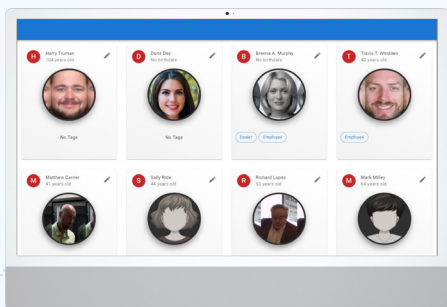 H Harry Truman
104 years old
No Tags
D Doris Day
No birthdate
No Tags
B Brenna A. Murphy
No birthdate
Dealer Employee
T Travis T. Whidden
42 years old
Employee
M Matthew Carner
41 years old
S Sally Ride
44 years old
R Richard Lopez
53 years old
M Mark Milley
64 years old